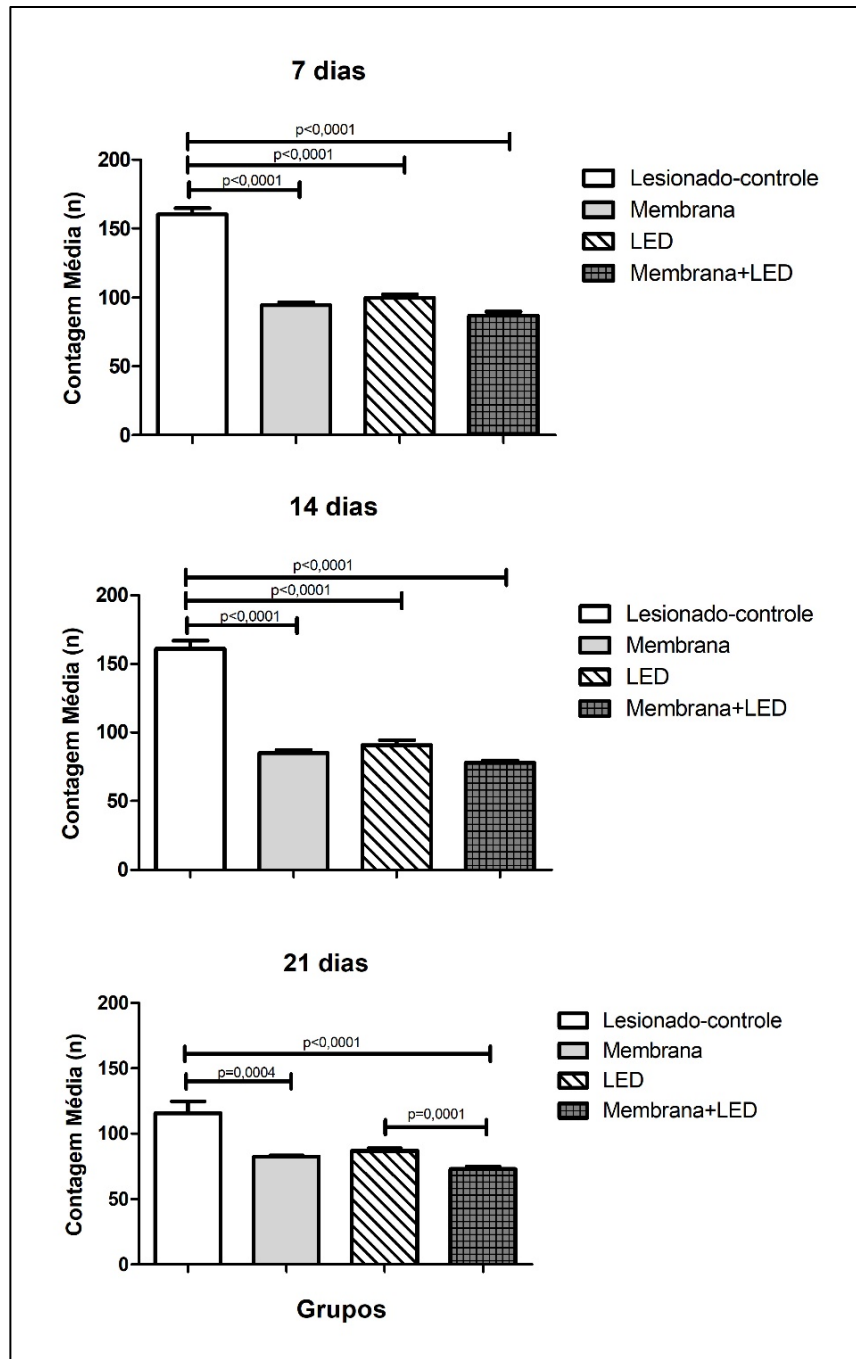 7 dias
p<0,0001
p<0,0001
p<0,0001
Contagem Média (n)
200
150
100
50
0
Lesionado-controle
Membrana
LED
Membrana+LED
14 dias
p<0,0001
p<0,0001
p<0,0001
Contagem Média (n)
200
150
100
50
0
Lesionado-controle
Membrana
LED
Membrana+LED
21 dias
p<0,0001
p=0,0004
p=0,0001
Contagem Média (n)
200
150
100
50
0
Lesionado-controle
Membrana
LED
Membrana+LED
Grupos